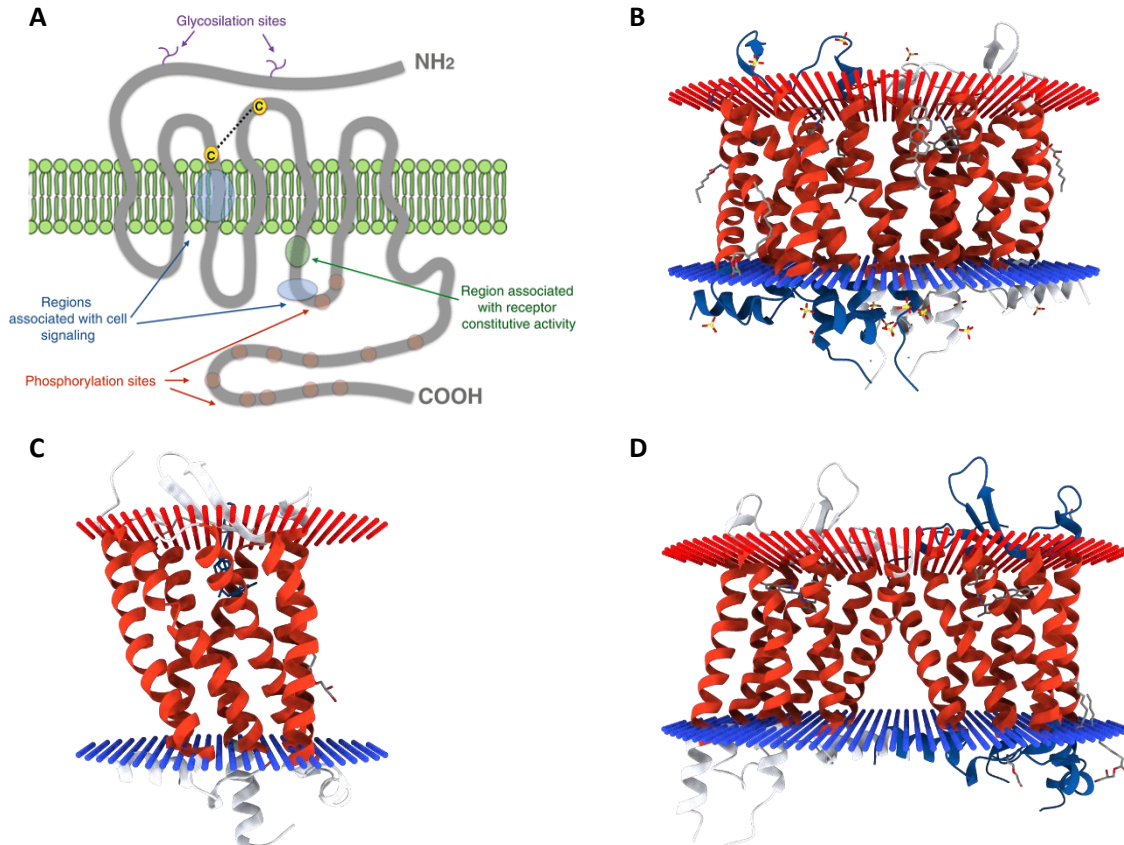 A
Glycosilation sites
NH2
C
C
Regions
associated with cell
signaling
Region associated
with receptor
constitutive activity
Phosphorylation sites
COOH
B
C
D